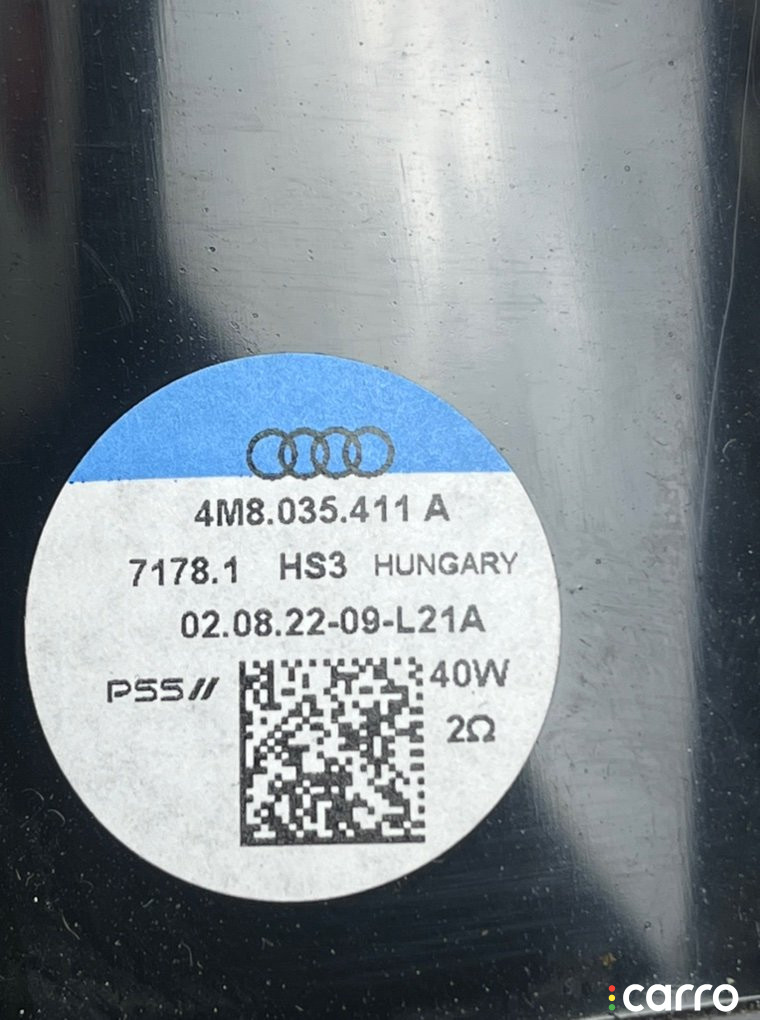 4M8.035.411 A
7178.1 HS3 HUNGARY
02.08.22-09-L21A
PSS// 40W
2Ω
carro